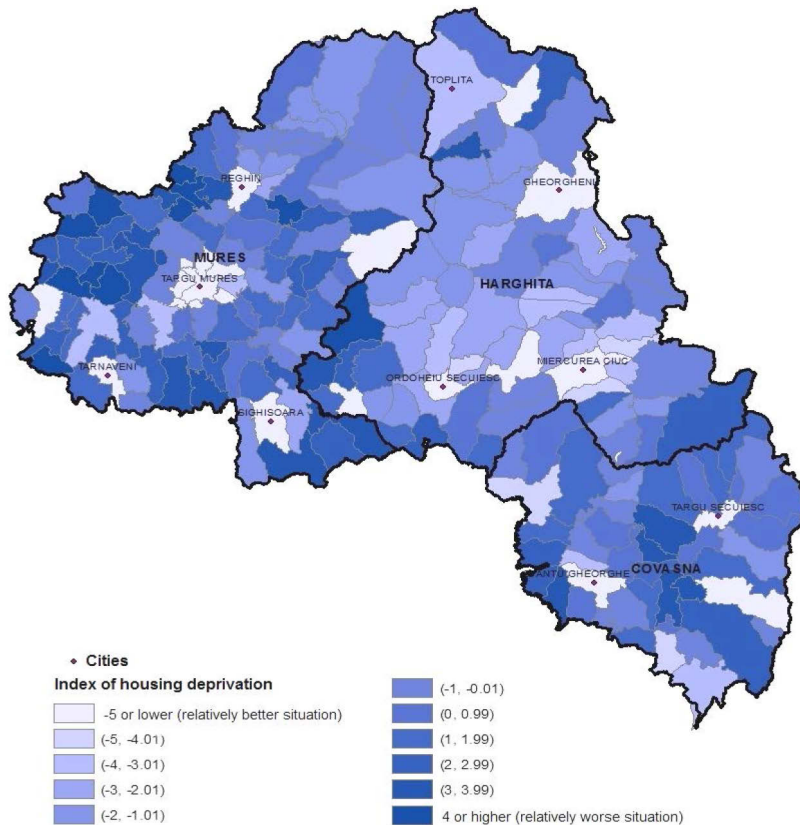 TOPLITA
REGHIN
GHEORGHENI
MURES
TARGU MURES
HARGHITA
MIERCUREA CIUC
TARNAVENI
ORDOHEIU SECUIESC
SIGHISOARA
TARGU SECUIESC
COVASNA
GHEORGHE
Cities
Index of housing deprivation
-5 or lower (relatively better situation)
(-5, -4.01)
(-4, -3.01)
(-3, -2.01)
(-2, -1.01)
(-1, -0.01)
(0, 0.99)
(1, 1.99)
(2, 2.99)
(3, 3.99)
4 or higher (relatively worse situation)